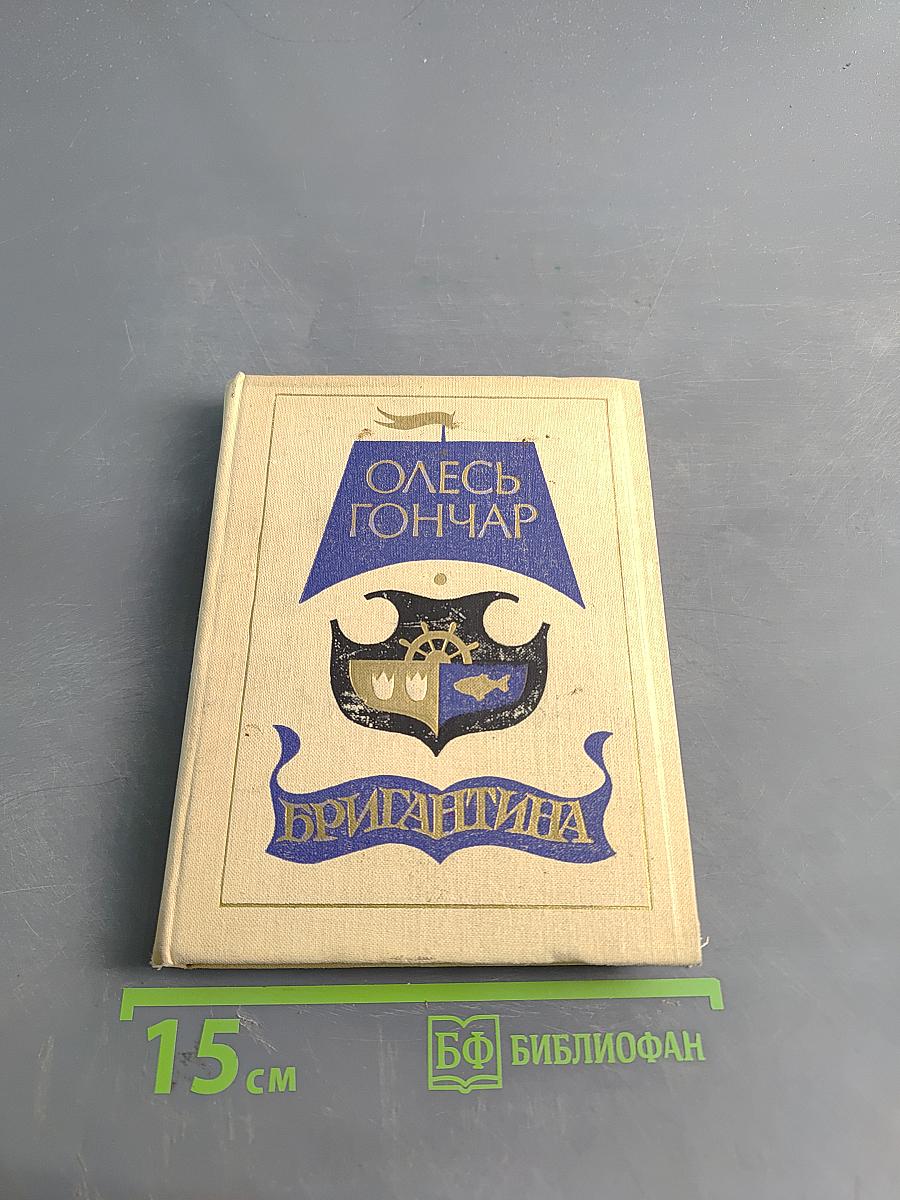 ОЛЕСЬ
ГОНЧАР
БРИГАНТИНА
15 см
БФ БИБЛИОФАН